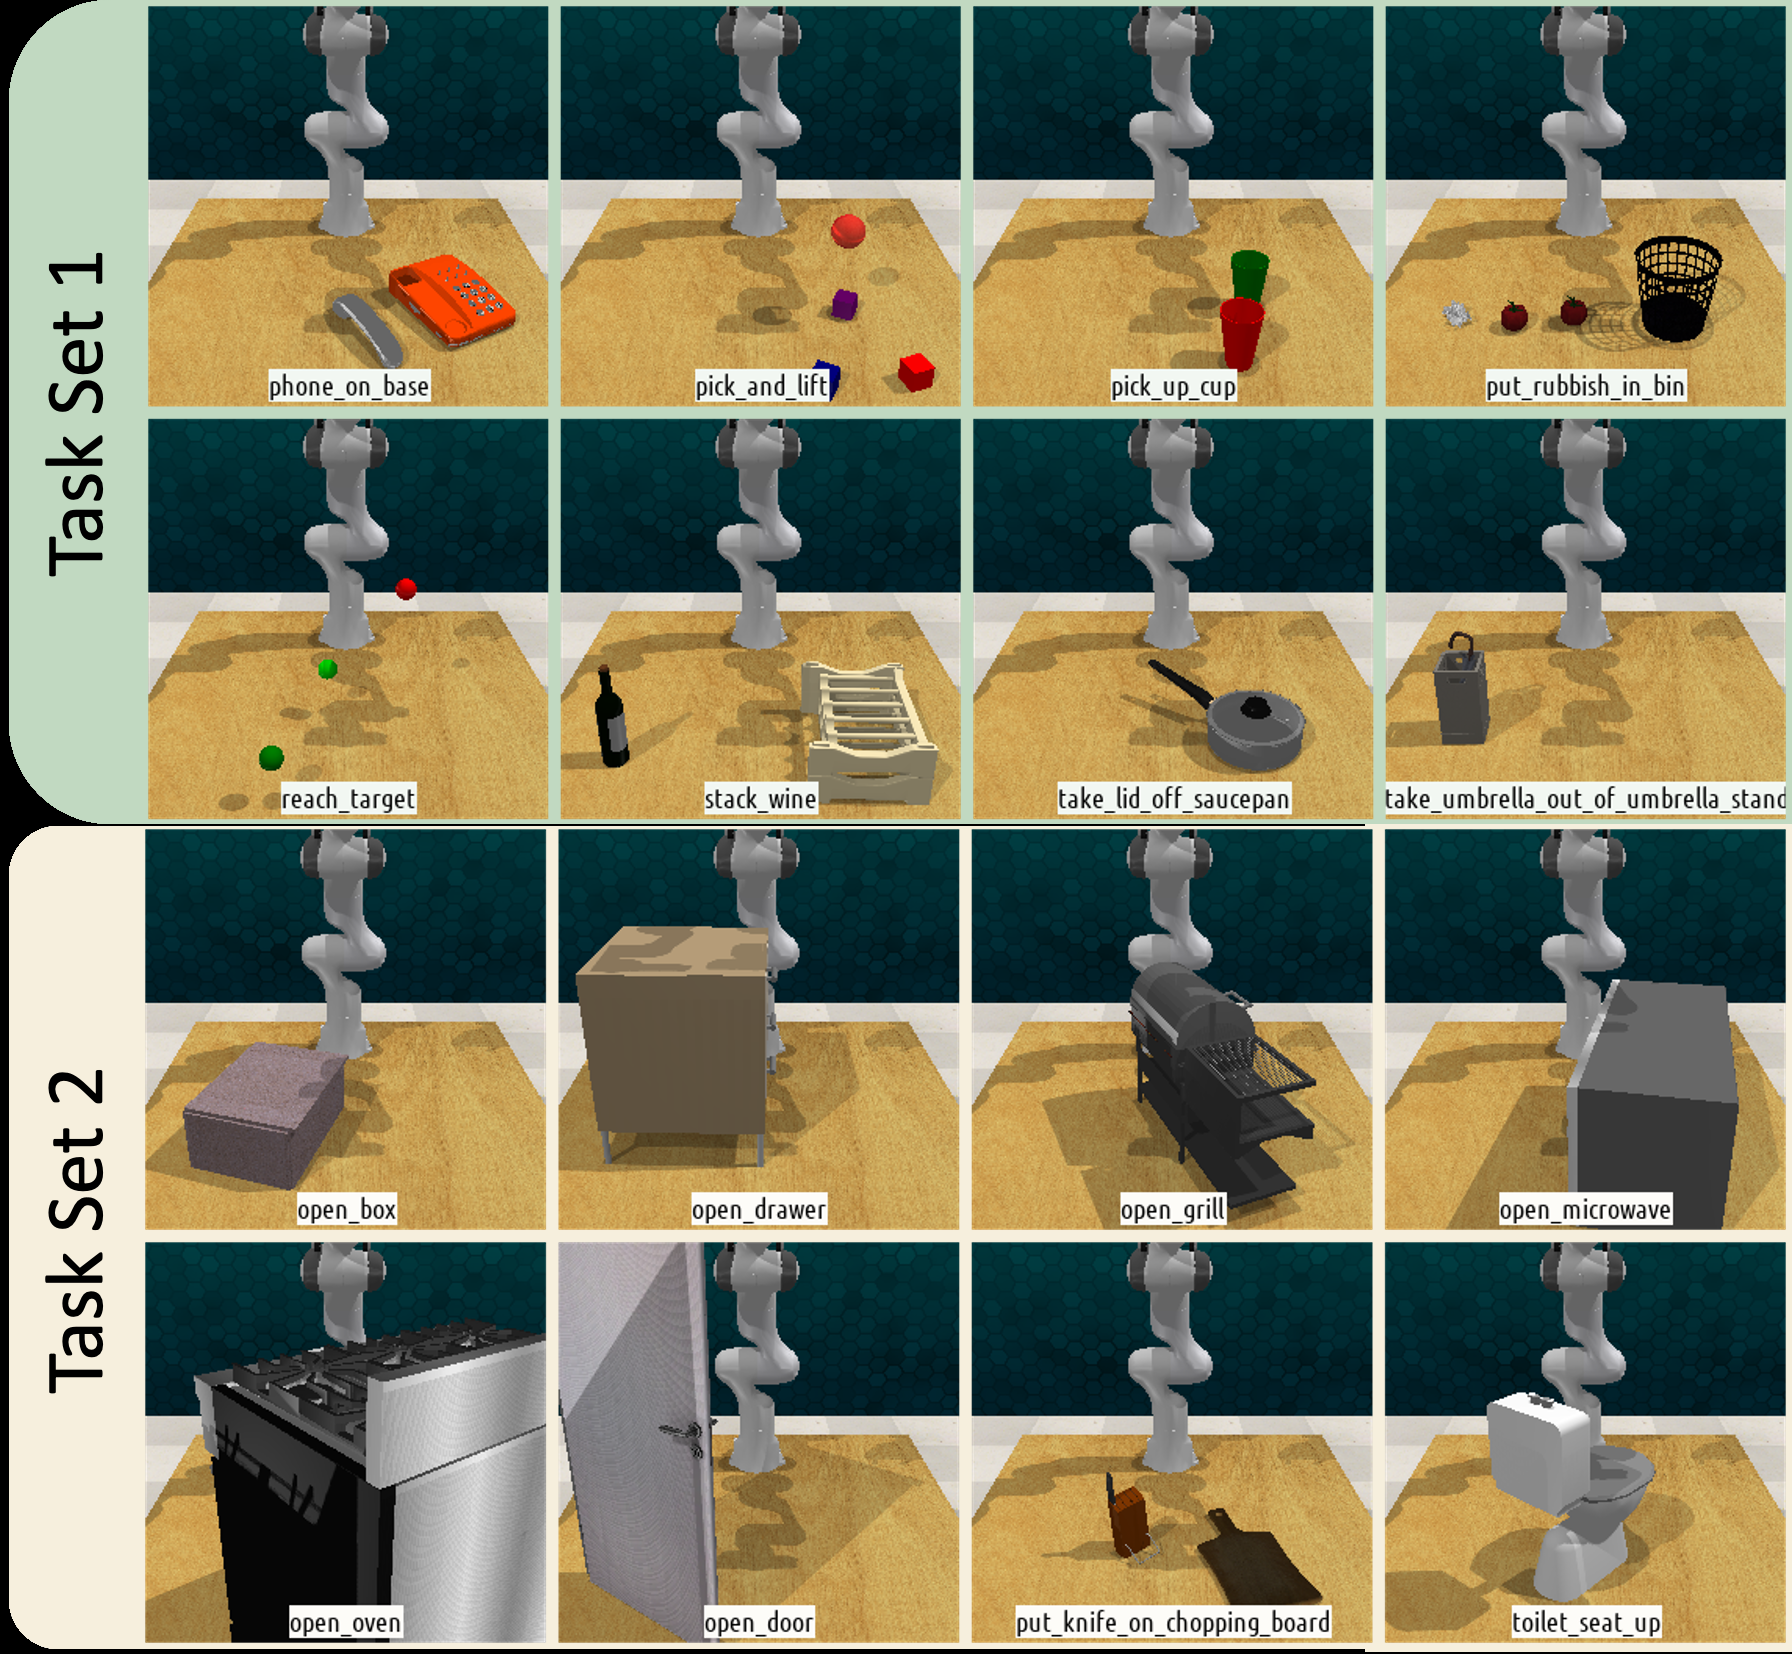 Task Set 1
phone_on_base
pick_and_lift
pick_up_cup
put_rubbish_in_bin
reach_target
stack_wine
take_lid_off_saucepan
take_umbrella_out_of_umbrella_stand
Task Set 2
open_box
open_drawer
open_grill
open_microwave
open_oven
open_door
put_knife_on_chopping_board
toilet_seat_up